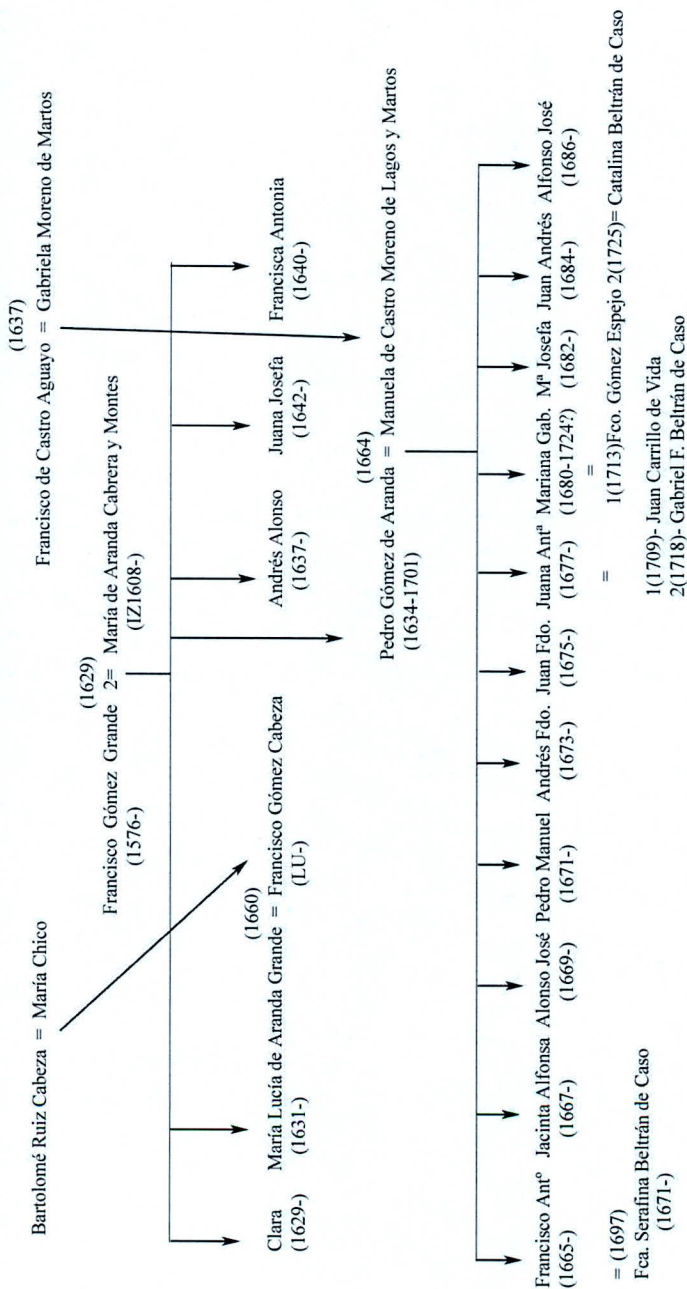 (1637)
Bartolomé Ruiz Cabeza = María Chico
Francisco de Castro Aguayo = Gabriela Moreno de Martos
(1629)
Francisco Gómez Grande 2= María de Aranda Cabrera y Montes
(1576-)
(IZ1608-)
(1660)
Clara
(1629-)
María Lucía de Aranda Grande = Francisco Gómez Cabeza
(1631-)
(LU-)
Andrés Alonso
(1637-)
Juana Josefa
(1642-)
Francisca Antonia
(1640-)
(1664)
Pedro Gómez de Aranda = Manuela de Castro Moreno de Lagos y Martos
(1634-1701)
Francisco Antº
(1665-)
Jacinta Alfonsa
(1667-)
Alonso José
(1669-)
Pedro Manuel
(1671-)
Andrés Fdo.
(1673-)
Juan Fdo.
(1675-)
Juana Antª
(1677-)
Mariana Gab.
(1680-1724?)
Mª Josefa
(1682-)
Juan Andrés
(1684-)
Alfonso José
(1686-)
= (1697)
Fca. Serafina Beltrán de Caso
(1671-)
=
=
1(1713)Fco. Gómez Espejo 2(1725)= Catalina Beltrán de Caso
1(1709)- Juan Carrillo de Vida
2(1718)- Gabriel F. Beltrán de Caso